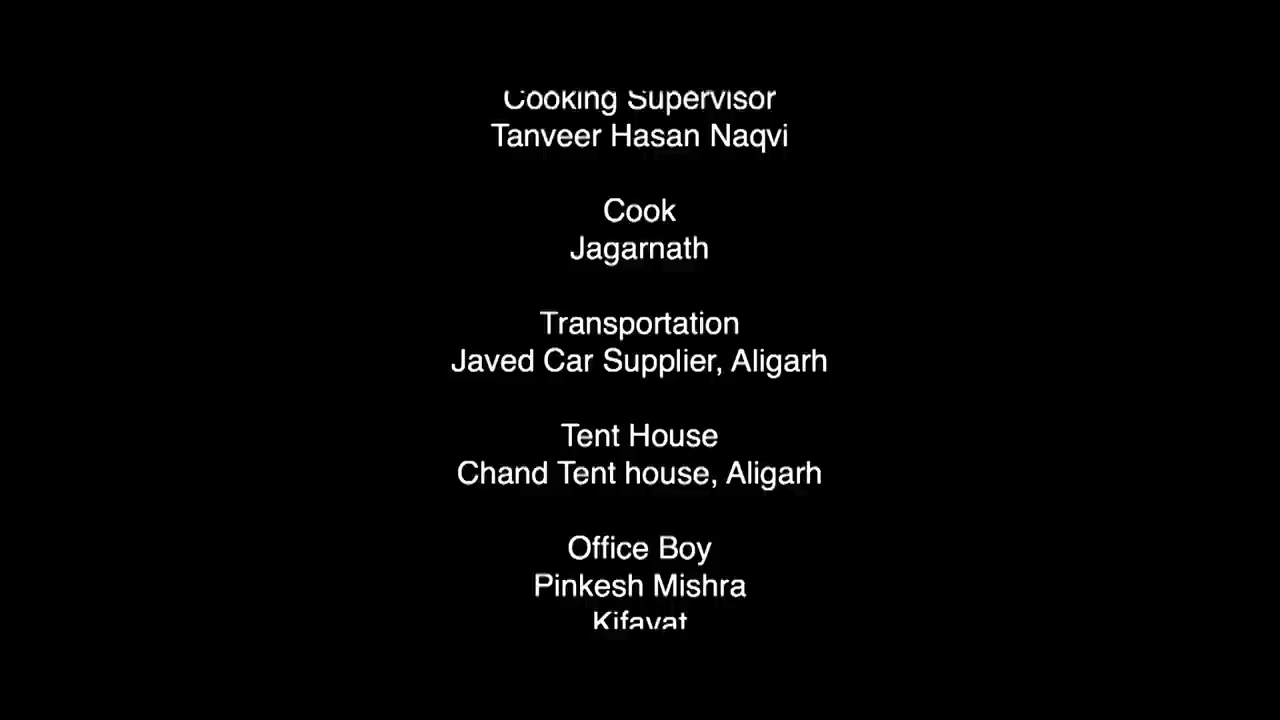 Cooking Supervisor
Tanveer Hasan Naqvi
Cook
Jagarnath
Transportation
Javed Car Supplier, Aligarh
Tent House
Chand Tent house, Aligarh
Office Boy
Pinkesh Mishra
Kifayat